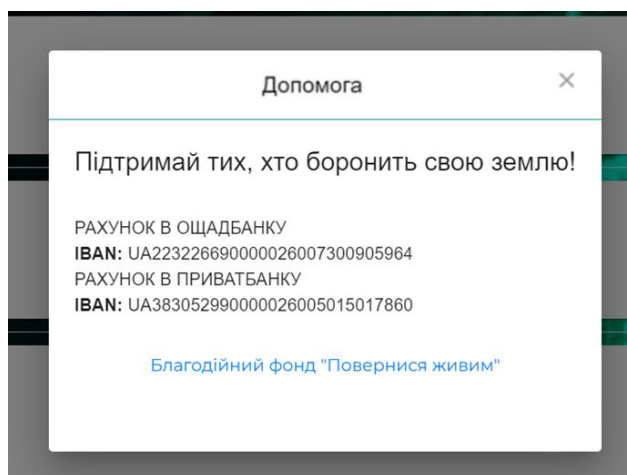 Допомога
Підтримай тих, хто боронить свою землю!
РАХУНОК В ОЩАДБАНКУ
IBAN: UA223226690000026007300905964
РАХУНОК В ПРИВАТБАНКУ
IBAN: UA383052990000026005015017860
Благодійний фонд "Повернися живим"